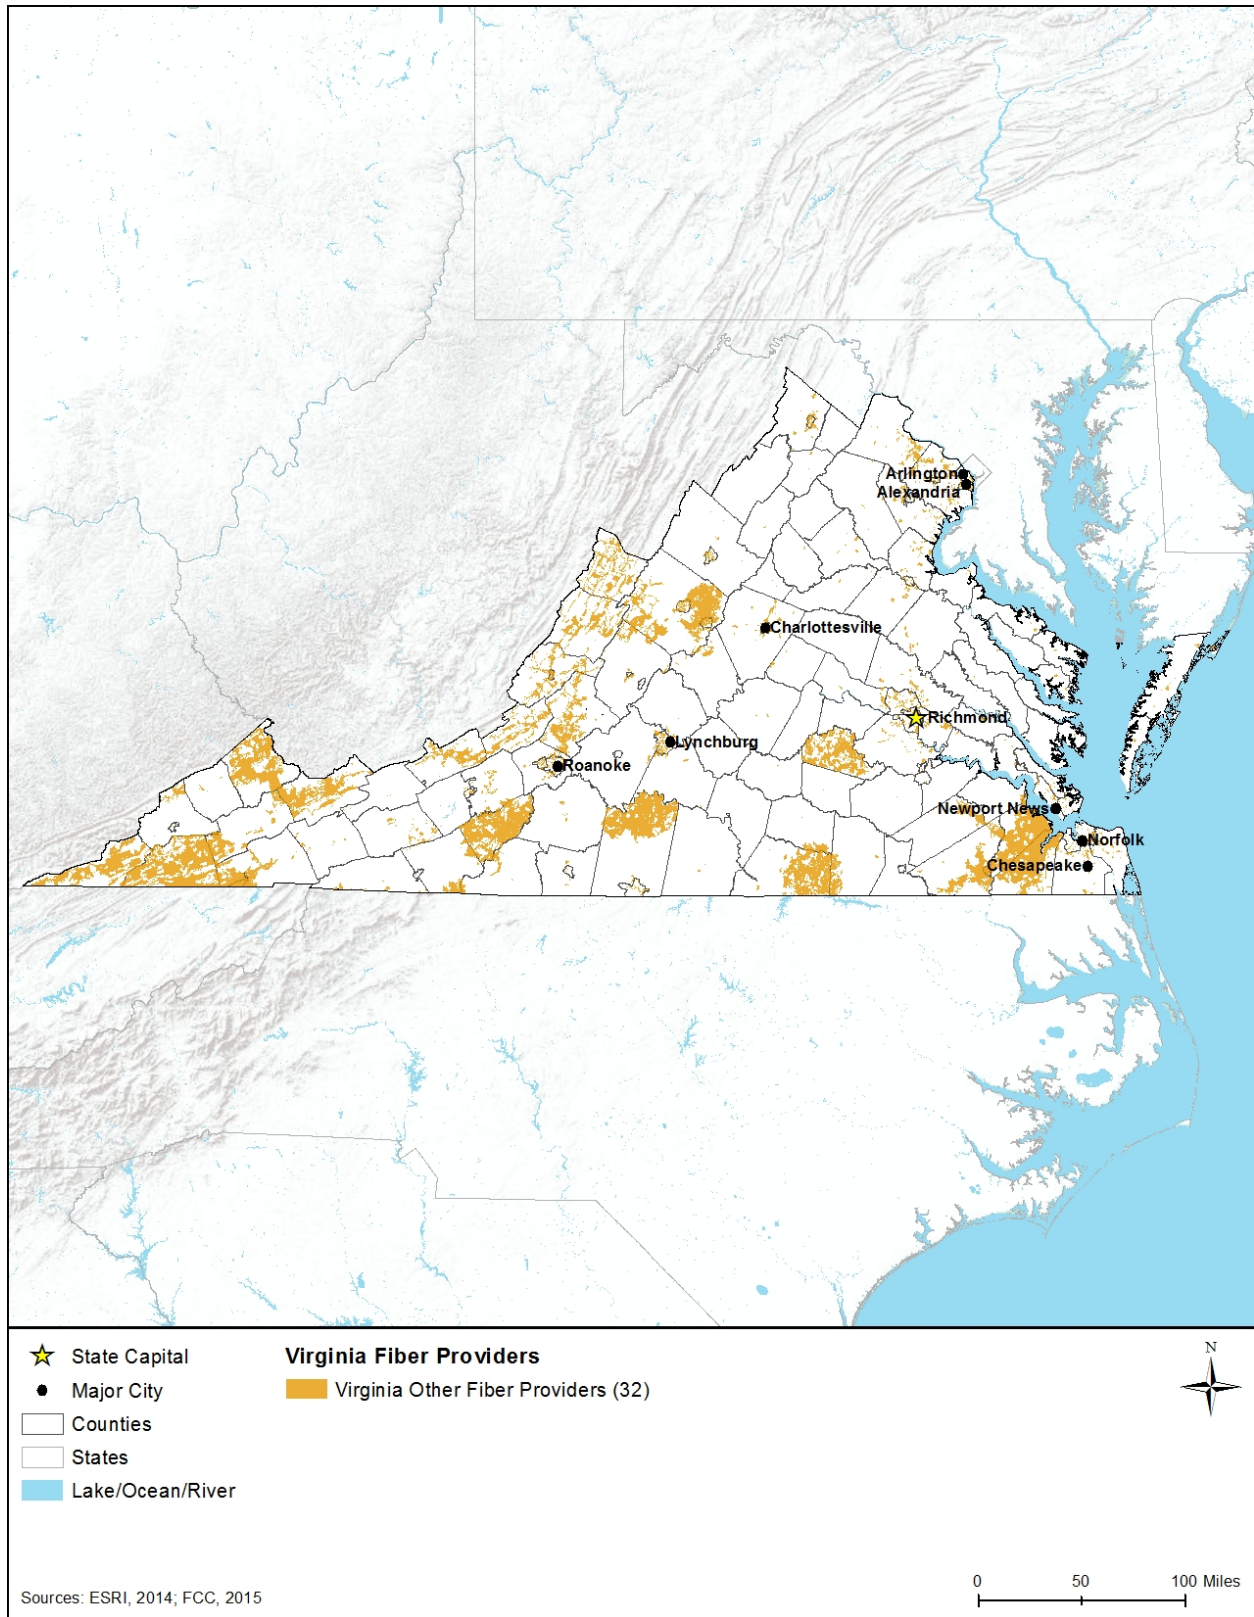 Arlington
Alexandria
Charlottesville
Richmond
Lynchburg
Roanoke
Newport News
Norfolk
Chesapeake
State Capital
Major City
Counties
States
Lake/Ocean/River
Virginia Fiber Providers
Virginia Other Fiber Providers (32)
N
Sources: ESRI, 2014; FCC, 2015
0 50 100 Miles